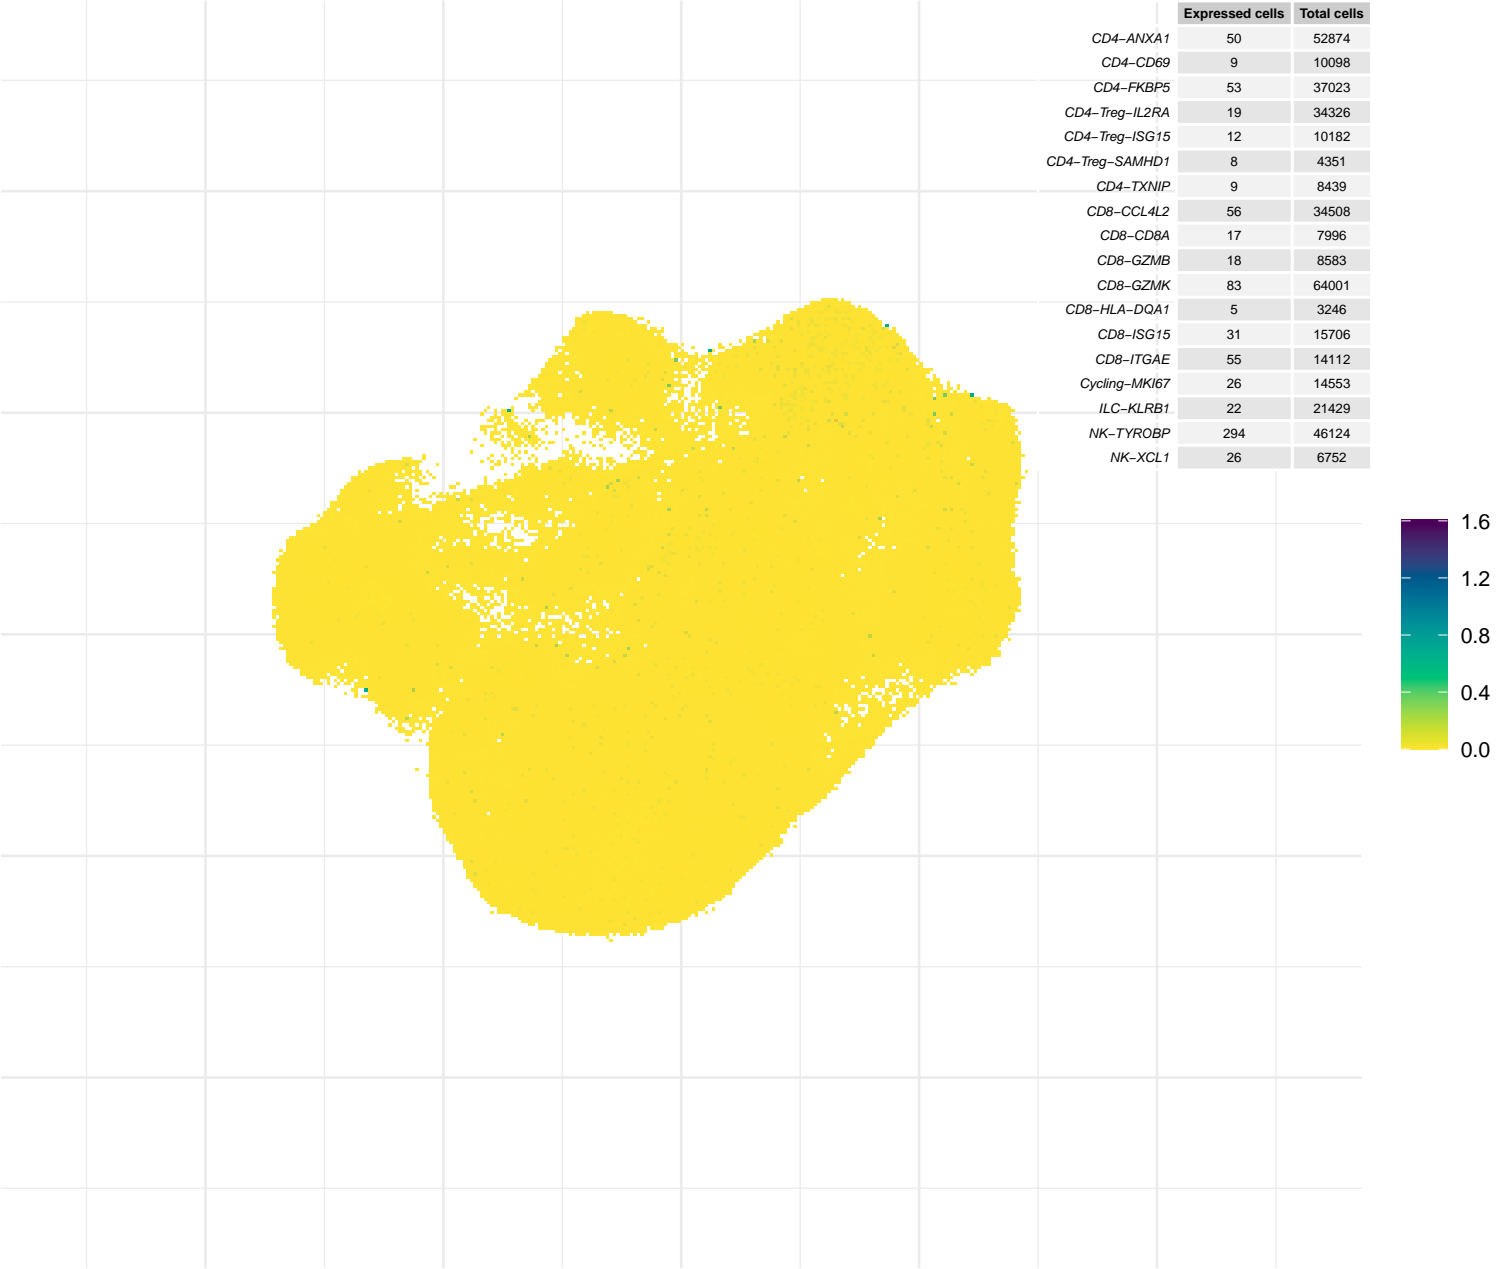 Expressed cells Total cells
CD4−ANXA1 50 52874
CD4−CD69 9 10098
CD4−FKBP5 53 37023
CD4−Treg−IL2RA 19 34326
CD4−Treg−ISG15 12 10182
CD4−Treg−SAMHD1 8 4351
CD4−TXNIP 9 8439
CD8−CCL4L2 56 34508
CD8−CD8A 17 7996
CD8−GZMB 18 8583
CD8−GZMK 83 64001
CD8−HLA−DQA1 5 3246
CD8−ISG15 31 15706
CD8−ITGAE 55 14112
Cycling−MKI67 26 14553
ILC−KLRB1 22 21429
NK−TYROBP 294 46124
NK−XCL1 26 6752
1.6
1.2
0.8
0.4
0.0